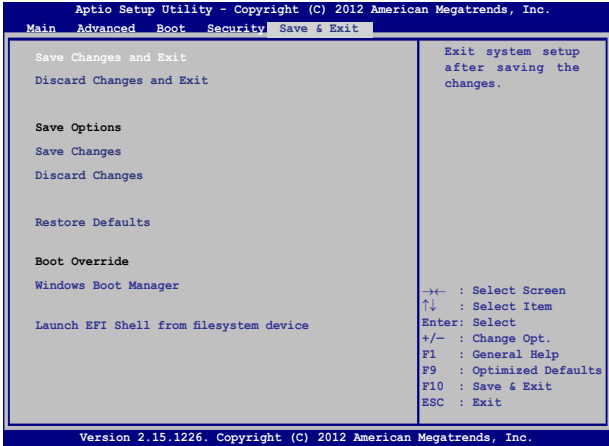 Aptio Setup Utility - Copyright (C) 2012 American Megatrends, Inc.
Main Advanced Boot Security Save & Exit
Save Changes and Exit
Discard Changes and Exit
Save Options
Save Changes
Discard Changes
Restore Defaults
Boot Override
Windows Boot Manager
Launch EFI Shell from filesystem device
Exit system setup
after saving the
changes.
→← : Select Screen
↑↓ : Select Item
Enter: Select
+/— : Change Opt.
F1 : General Help
F9 : Optimized Defaults
F10 : Save & Exit
ESC : Exit
Version 2.15.1226. Copyright (C) 2012 American Megatrends, Inc.